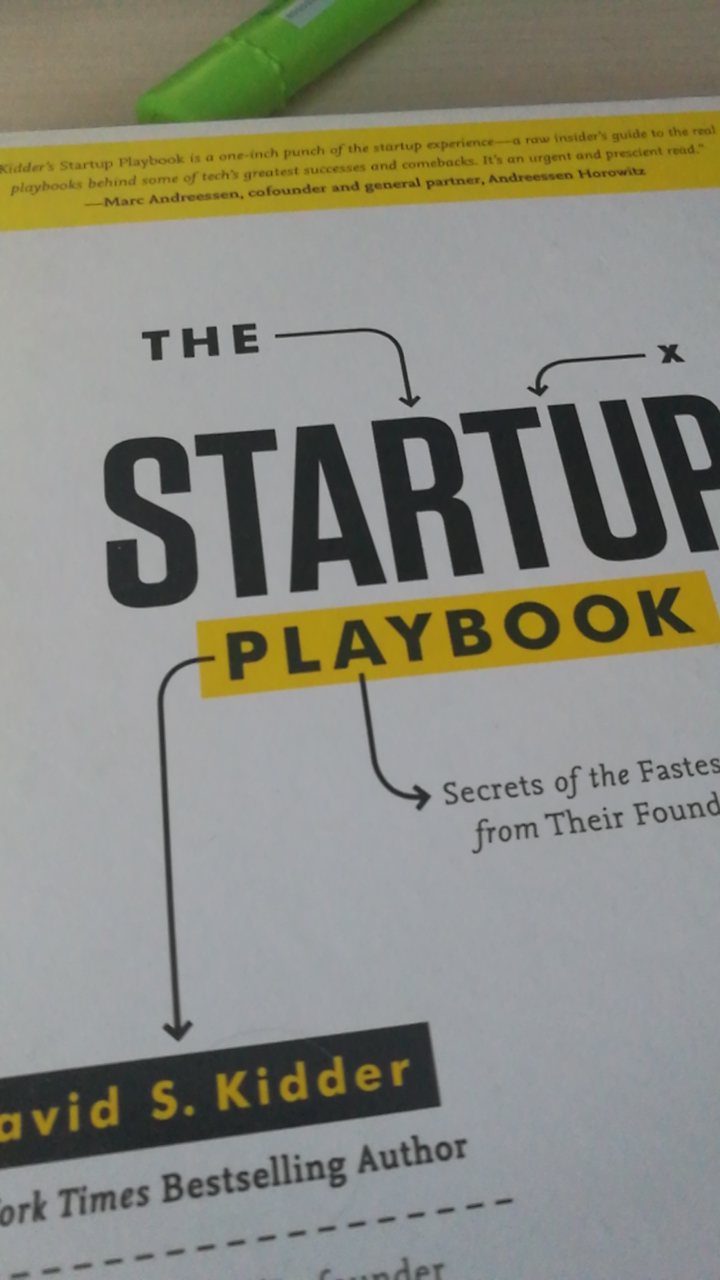 Kidder's Startup Playbook is a one-inch punch of the startup experience—a raw insider's guide to the real
playbooks behind some of tech's greatest successes and comebacks. It's an urgent and prescient read."
—Marc Andreessen, cofounder and general partner, Andreessen Horowitz
THE
x
STARTUP
PLAYBOOK
Secrets of the Fastes
from Their Found
avid S. Kidder
ork Times Bestselling Author
founder